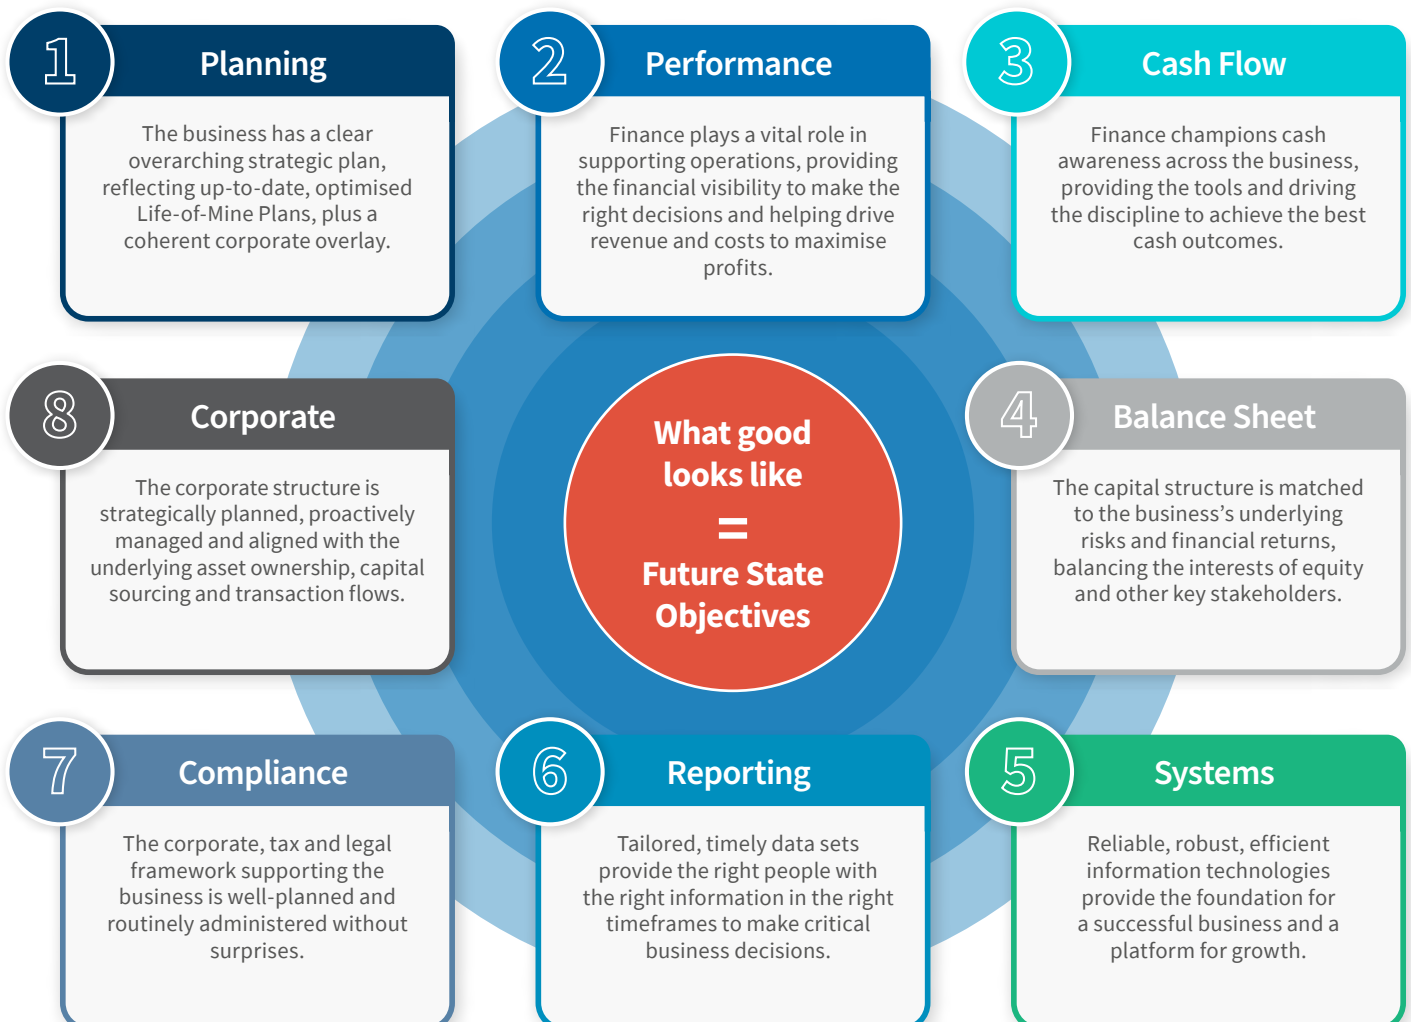 1
Planning
The business has a clear
overarching strategic plan,
reflecting up-to-date, optimised
Life-of-Mine Plans, plus a
coherent corporate overlay.
2
Performance
Finance plays a vital role in
supporting operations, providing
the financial visibility to make the
right decisions and helping drive
revenue and costs to maximise
profits.
3
Cash Flow
Finance champions cash
awareness across the business,
providing the tools and driving
the discipline to achieve the best
cash outcomes.
8
Corporate
The corporate structure is
strategically planned, proactively
managed and aligned with the
underlying asset ownership, capital
sourcing and transaction flows.
What good
looks like
=
Future State
Objectives
4
Balance Sheet
The capital structure is matched
to the business’s underlying
risks and financial returns,
balancing the interests of equity
and other key stakeholders.
7
Compliance
The corporate, tax and legal
framework supporting the
business is well-planned and
routinely administered without
surprises.
6
Reporting
Tailored, timely data sets
provide the right people with
the right information in the right
timeframes to make critical
business decisions.
5
Systems
Reliable, robust, efficient
information technologies
provide the foundation for
a successful business and a
platform for growth.